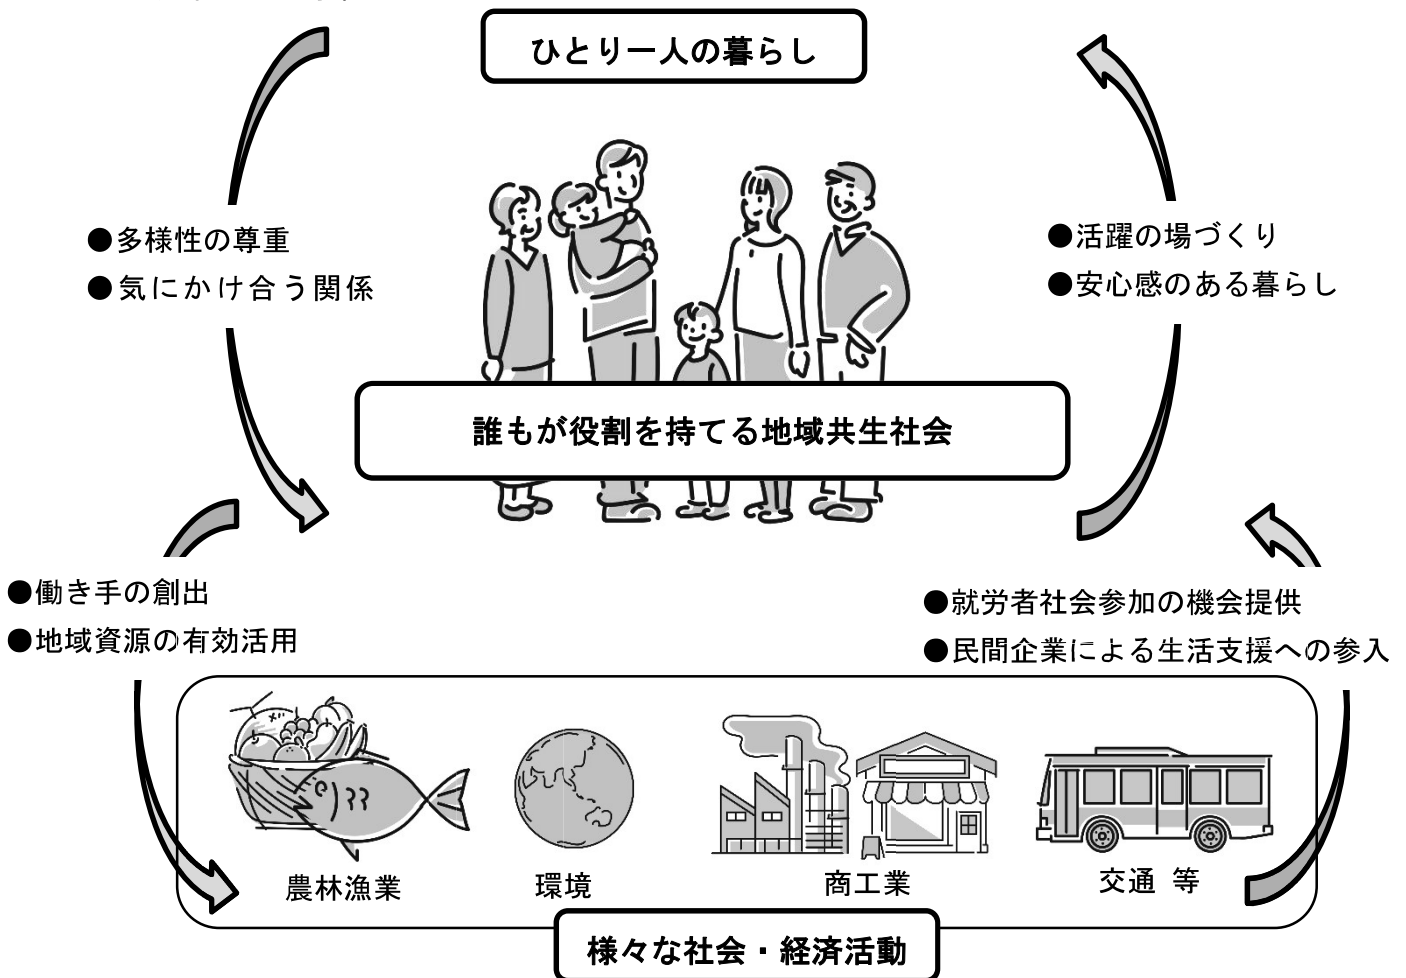 ひとり一人の暮らし
●多様性の尊重
●気にかけ合う関係
●活躍の場づくり
●安心感のある暮らし
誰もが役割を持てる地域共生社会
●働き手の創出
●地域資源の有効活用
●就労者社会参加の機会提供
●民間企業による生活支援への参入
農林漁業
環境
商工業
交通 等
様々な社会・経済活動